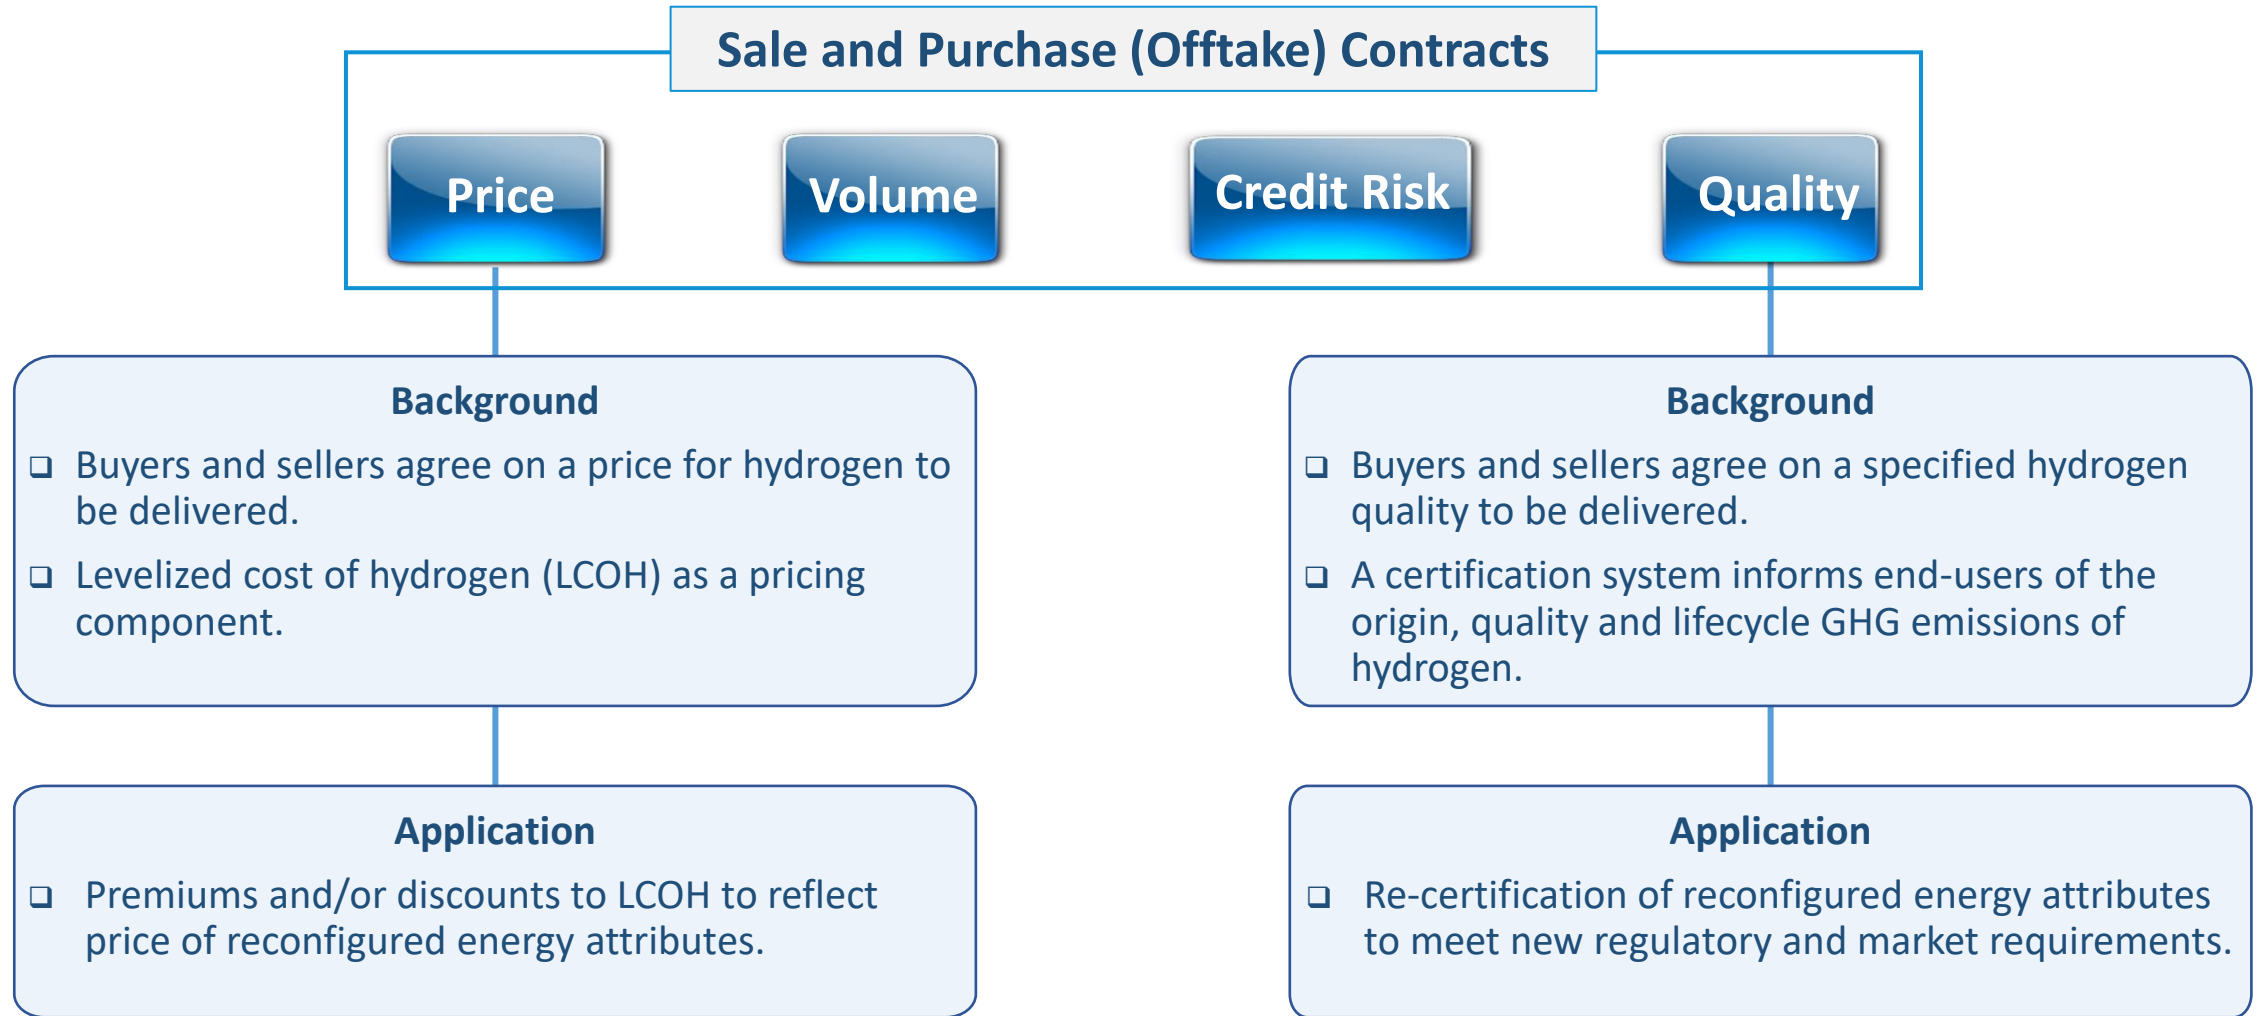 Sale and Purchase (Offtake) Contracts
Price
Volume
Credit Risk
Quality
Background
❑ Buyers and sellers agree on a price for hydrogen to
be delivered.
❑ Levelized cost of hydrogen (LCOH) as a pricing
component.
Application
❑ Premiums and/or discounts to LCOH to reflect
price of reconfigured energy attributes.
Background
❑ Buyers and sellers agree on a specified hydrogen
quality to be delivered.
❑ A certification system informs end-users of the
origin, quality and lifecycle GHG emissions of
hydrogen.
Application
❑ Re-certification of reconfigured energy attributes
to meet new regulatory and market requirements.